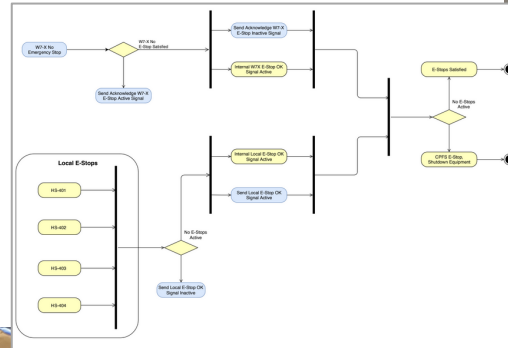 W7-X No
Emergency Stop
W7-X No
E-Stop Satisfied
Send Acknowledge W7-X
E-Stop Active Signal
Send Acknowledge W7-X
E-Stop Inactive Signal
Internal W7X E-Stop OK
Signal Active
E-Stops Satisfied
No E-Stops
Active
CPFS E-Stop,
Shutdown Equipment
Local E-Stops
HS-401
HS-402
HS-403
HS-404
No E-Stops
Active
Send Local E-Stop OK
Signal Inactive
Internal Local E-Stop OK
Signal Active
Send Local E-Stop OK
Signal Active